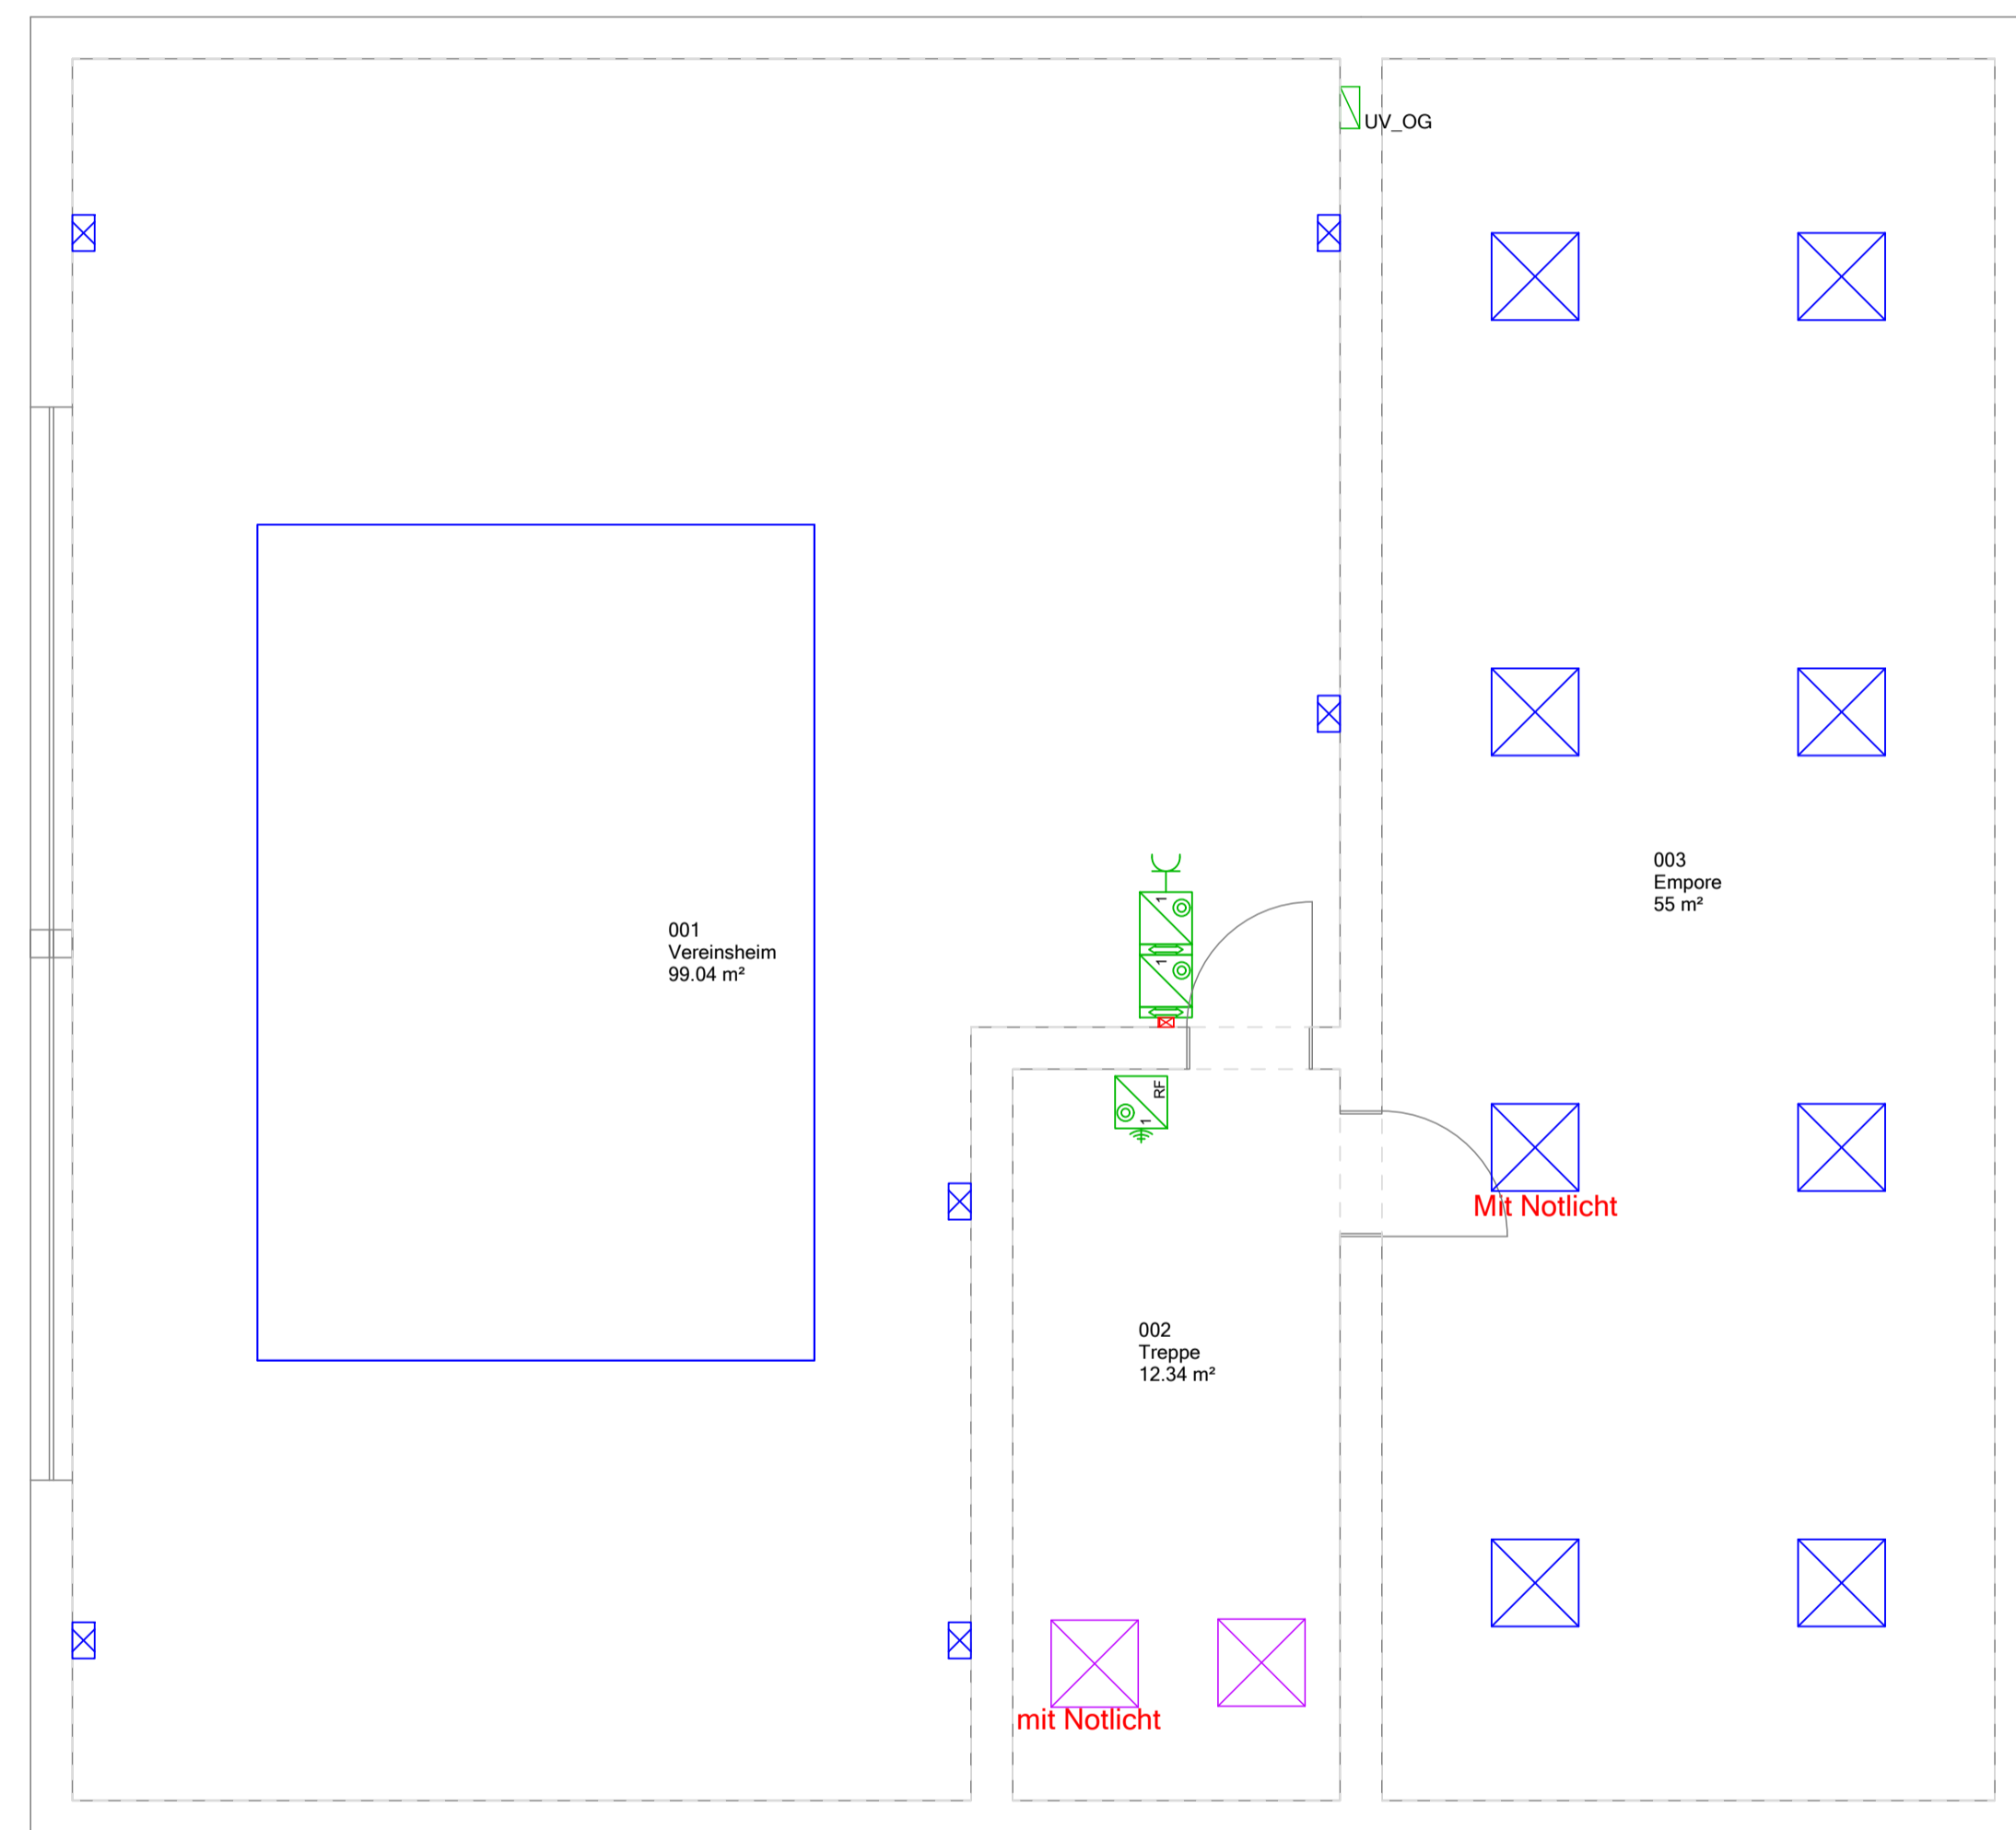 UV_OG
003
Empore
55 m²
1
1
001
Vereinsheim
99.04 m²
RF
1
Mit Notlicht
002
Treppe
12.34 m²
mit Notlicht